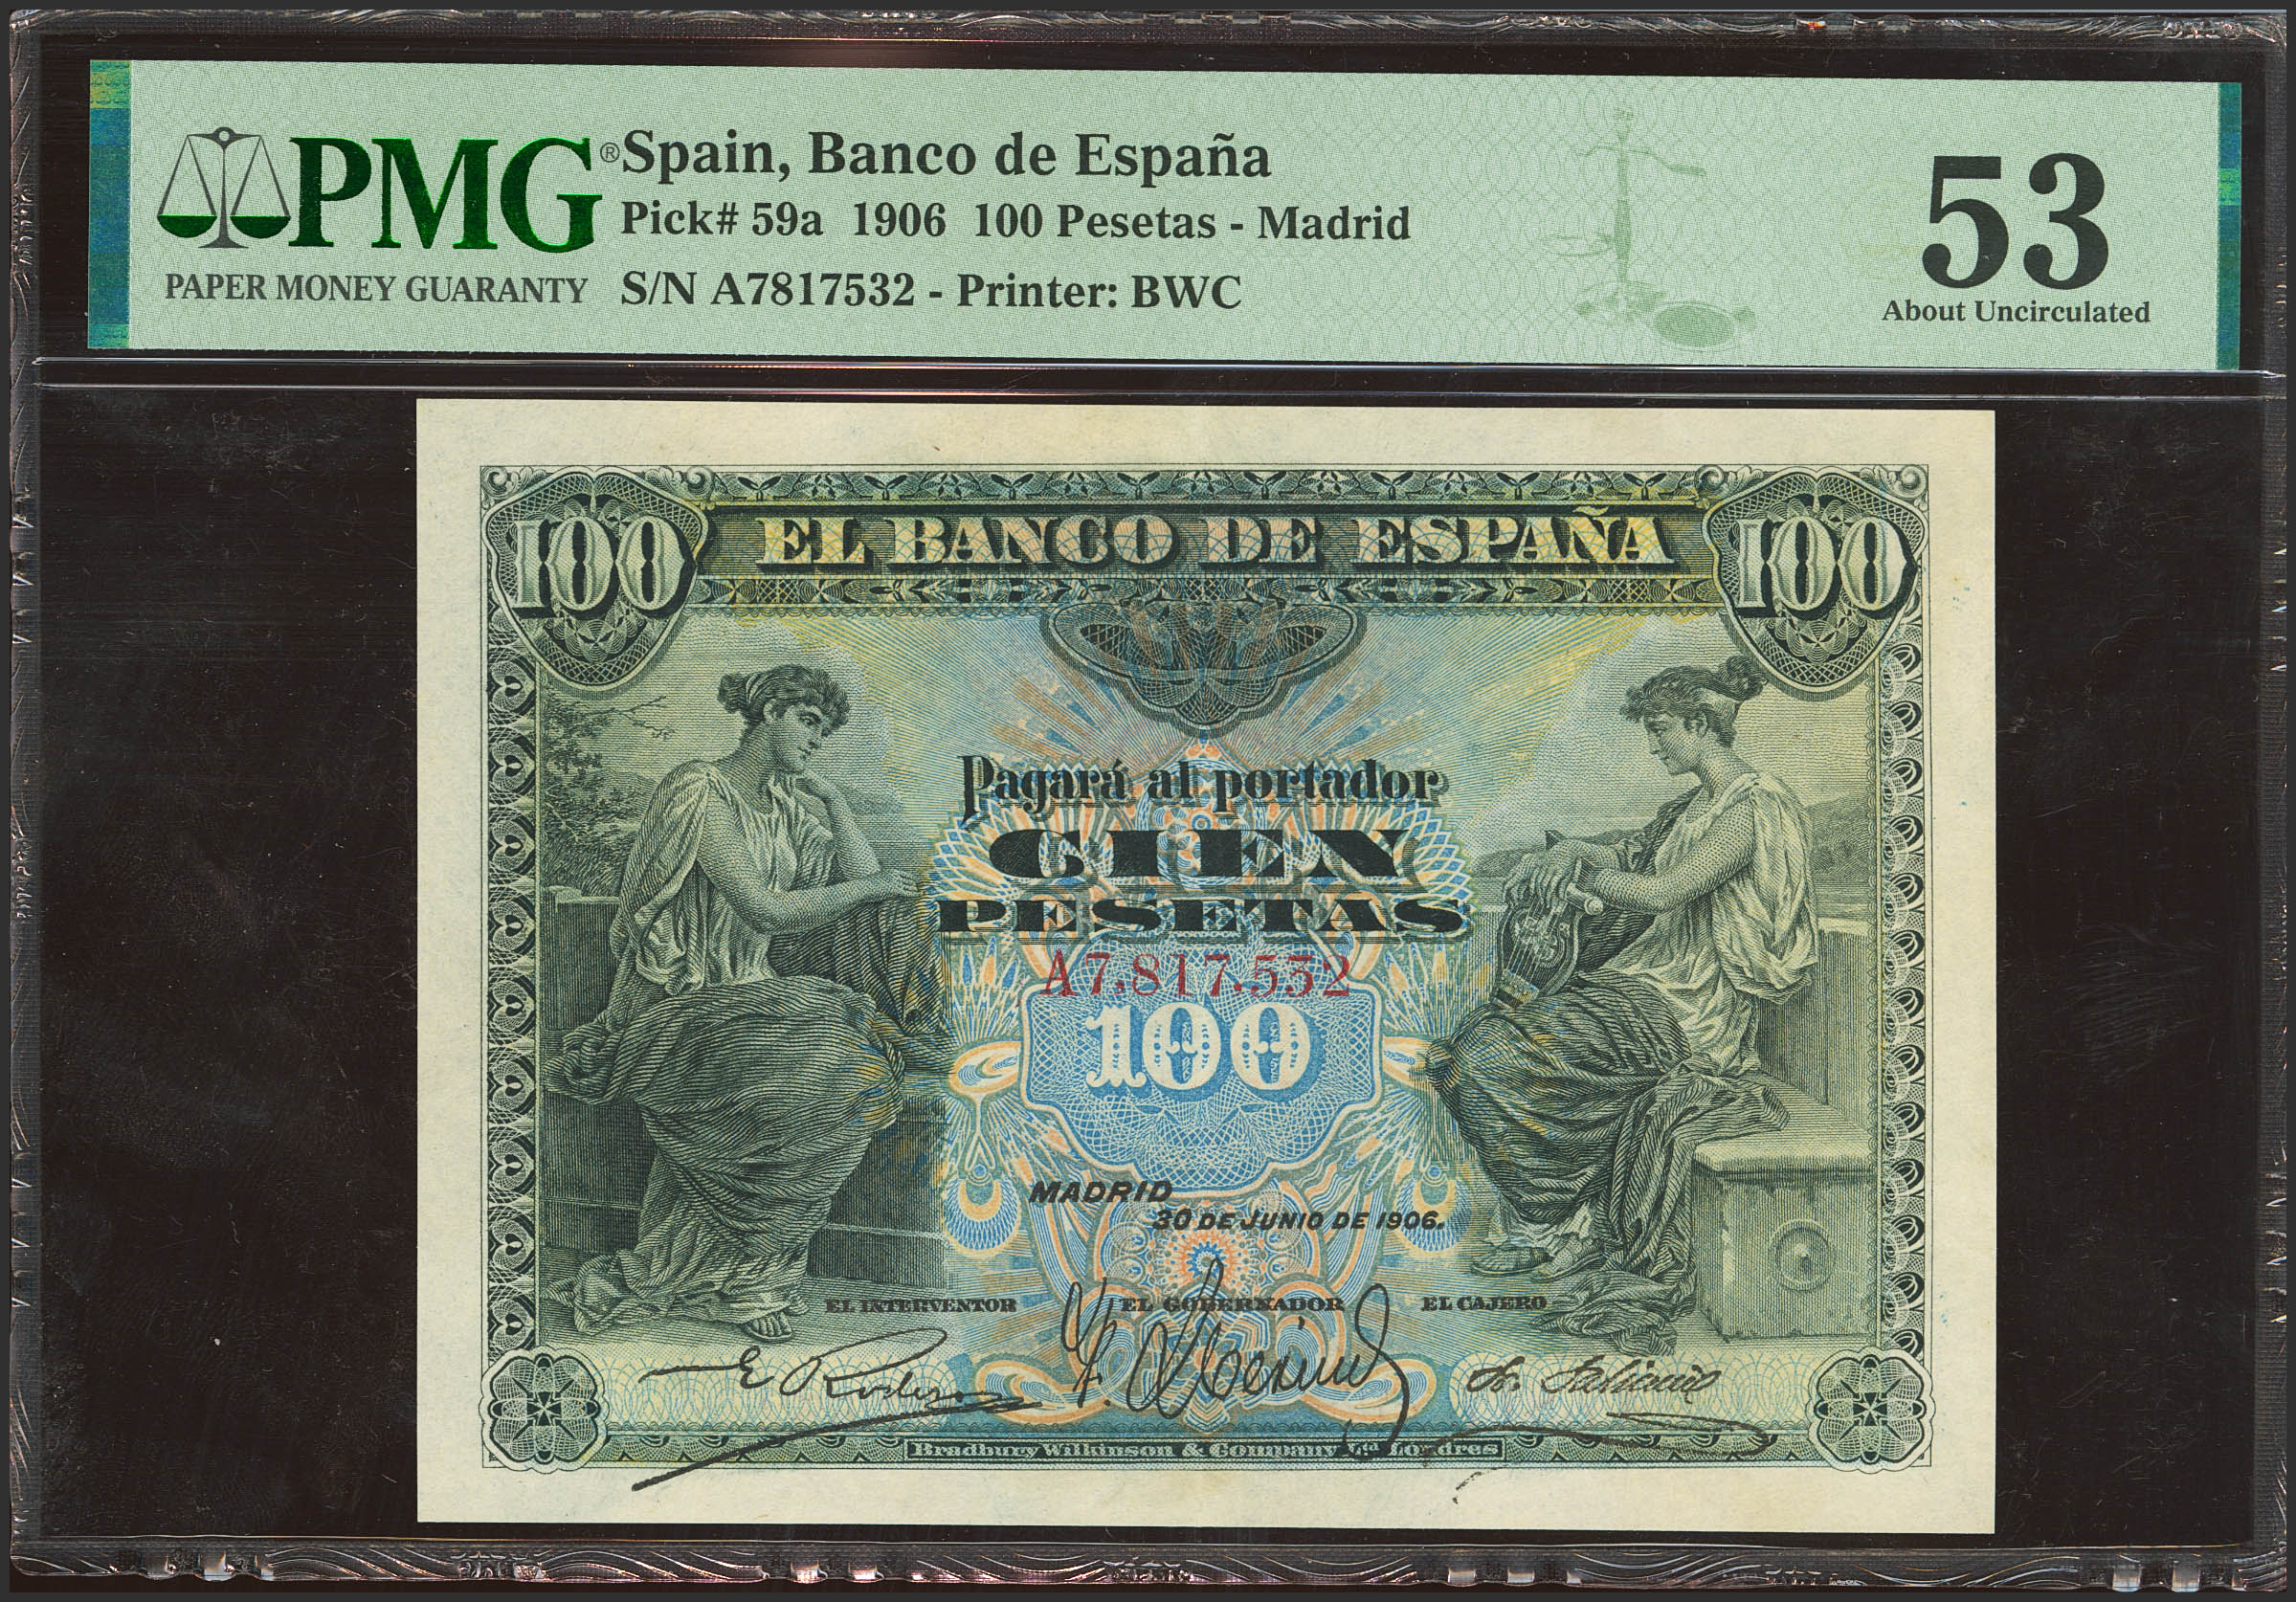 PMG®
PAPER MONEY GUARANTY
Spain, Banco de España
Pick# 59a 1906 100 Pesetas - Madrid
S/N A7817532 - Printer: BWC
53
About Uncirculated
100
EL BANCO DE ESPAÑA
100
Pagará al portador
CIEN
PESETAS
A7.817.532
100
MADRID
30 DE JUNIO DE 1906.
EL INTERVENTOR
EL GOBERNADOR
EL CAJERO
Bradbury Wilkinson & Company Ltd Londres